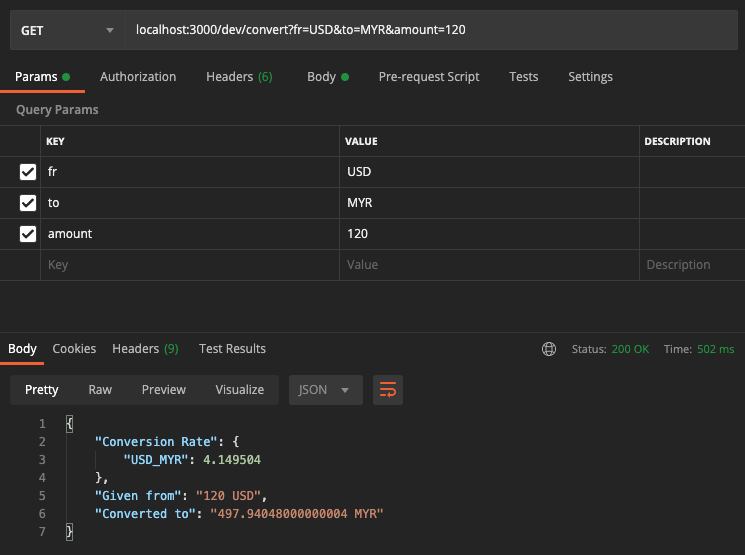 GET localhost:3000/dev/convert?fr=USD&to=MYR&amount=120
Params Authorization Headers (6) Body Pre-request Script Tests Settings
Query Params
KEY VALUE DESCRIPTION
fr USD
to MYR
amount 120
Key Value Description
Body Cookies Headers (9) Test Results Status: 200 OK Time: 502 ms
Pretty Raw Preview Visualize JSON
1 {
2 "Conversion Rate": {
3 "USD_MYR": 4.149504
4 },
5 "Given from": "120 USD",
6 "Converted to": "497.94048000000004 MYR"
7 }